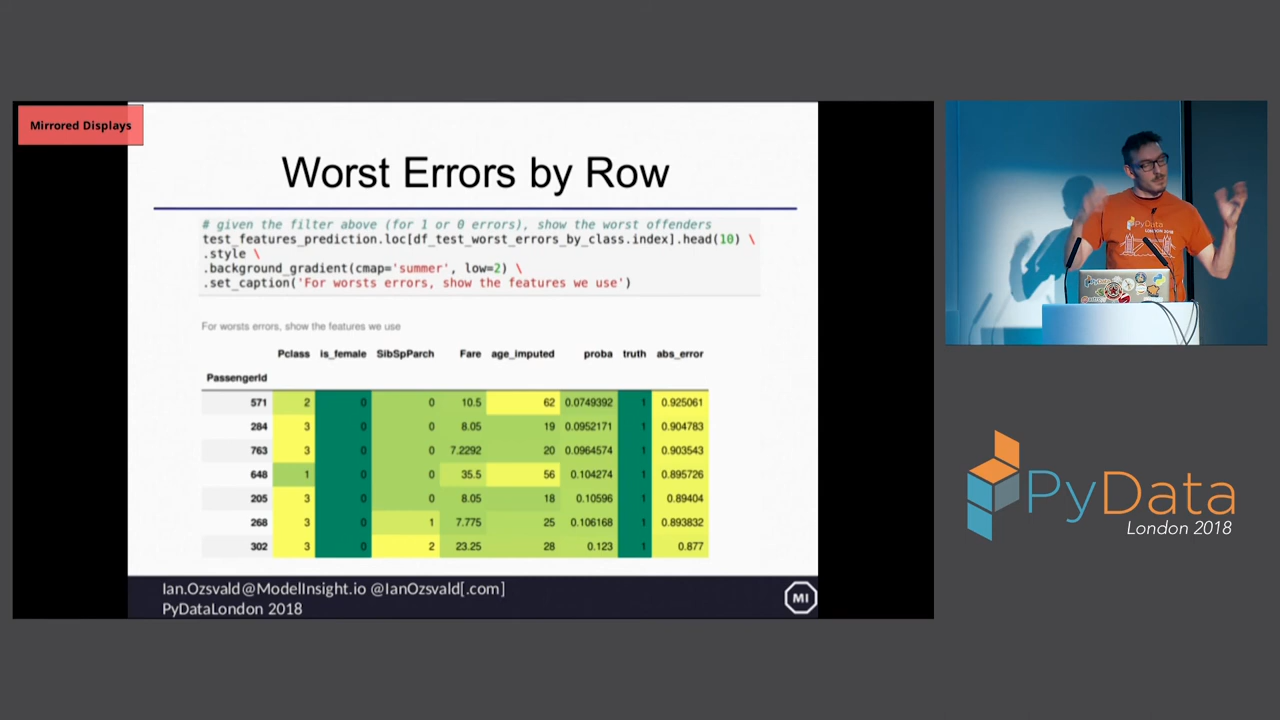 Mirrored Displays
Worst Errors by Row
# given the filter above (for 1 or 0 errors), show the worst offenders
test_features_prediction.loc[df_test_worst_errors_by_class.index].head(10) \
.style \
.background_gradient(cmap='summer', low=2) \
.set_caption('For worsts errors, show the features we use')
For worsts errors, show the features we use
Pclass is_female SibSpParch Fare age_imputed proba truth abs_error
PassengerId
571 2 0 0 10.5 62 0.0749392 1 0.925061
284 3 0 0 8.05 19 0.0952171 1 0.904783
763 3 0 0 7.2292 20 0.0964574 1 0.903543
648 1 0 0 35.5 56 0.104274 1 0.895726
205 3 0 0 8.05 18 0.10596 1 0.89404
268 3 0 1 7.775 25 0.106168 1 0.893832
302 3 0 2 23.25 28 0.123 1 0.877
Ian.Ozsvald@ModelInsight.io @IanOzsvald[.com]
PyDataLondon 2018
MI
PyData
LONDON 2018
PyData
London 2018